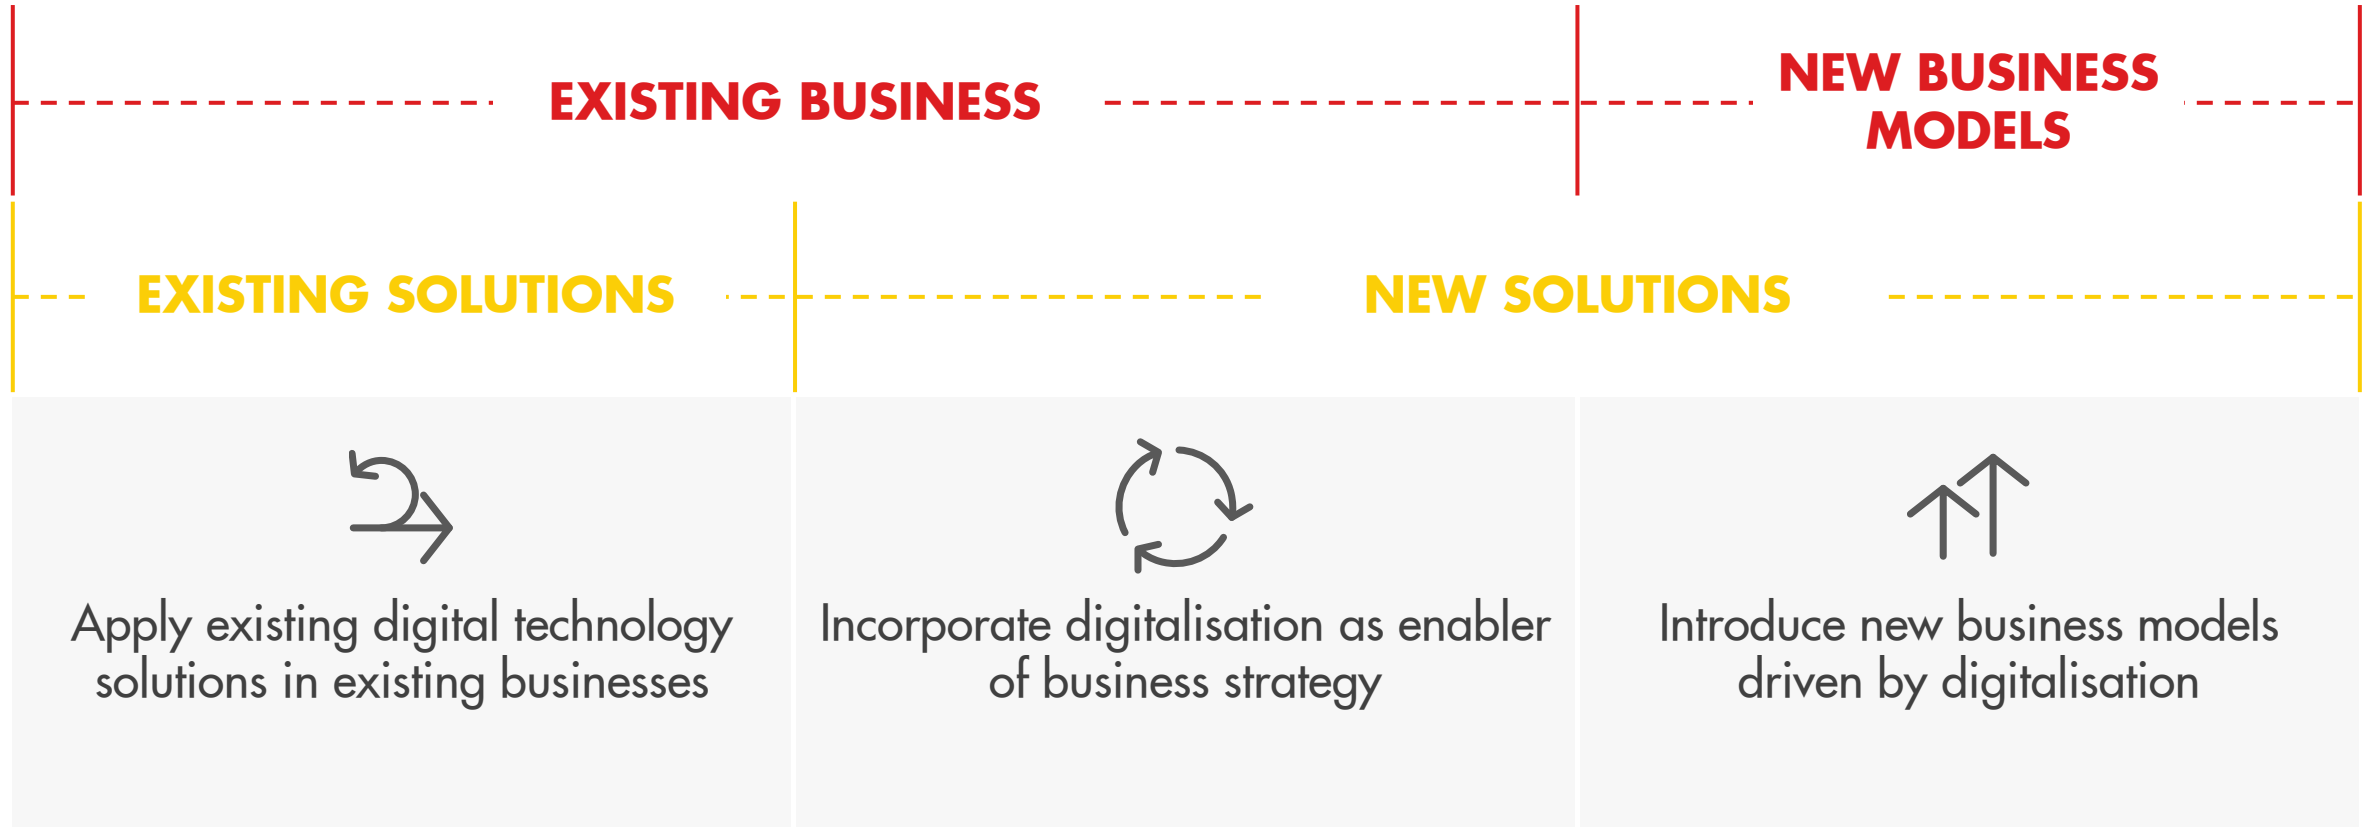 EXISTING BUSINESS
NEW BUSINESS
MODELS
EXISTING SOLUTIONS
NEW SOLUTIONS
Apply existing digital technology
solutions in existing businesses
Incorporate digitalisation as enabler
of business strategy
Introduce new business models
driven by digitalisation